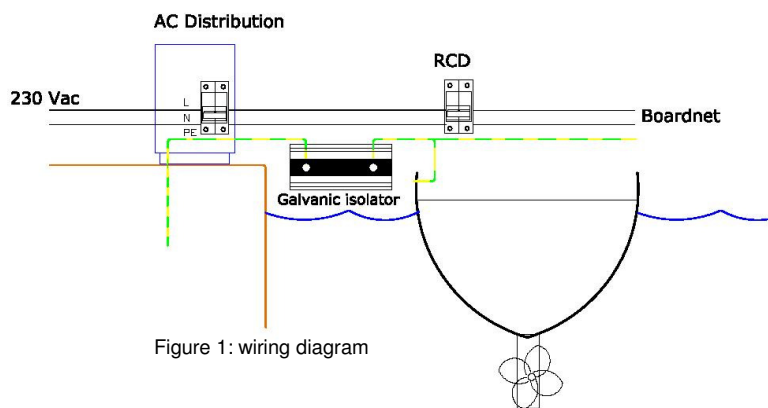 AC Distribution
RCD
230 Vac
L
N
PE
Boardnet
Galvanic isolator
Figure 1: wiring diagram